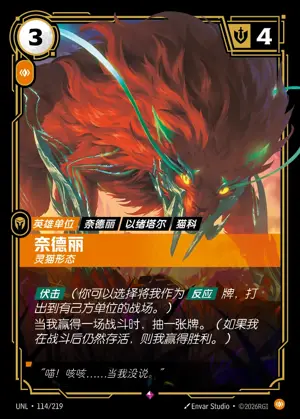 3
4
英雄单位 奈德丽 以绪塔尔 猫科
奈德丽
灵猫形态
伏击（你可以选择将我作为 反应 牌，打
出到有己方单位的战场。）
当我赢得一场战斗时，抽一张牌。（如果我
在战斗后仍然存活，则我赢得胜利。）
“喵！咳咳……当我没说。”
UNL · 114/219
Envar Studio · ©2026RGI